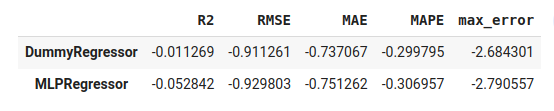 R2 RMSE MAE MAPE max_error
DummyRegressor -0.011269 -0.911261 -0.737067 -0.299795 -2.684301
MLPRegressor -0.052842 -0.929803 -0.751262 -0.306957 -2.790557